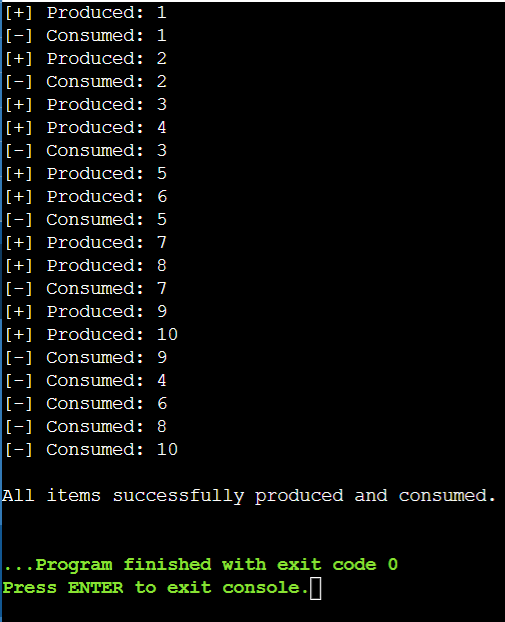 [+] Produced: 1
[-] Consumed: 1
[+] Produced: 2
[-] Consumed: 2
[+] Produced: 3
[+] Produced: 4
[-] Consumed: 3
[+] Produced: 5
[+] Produced: 6
[-] Consumed: 5
[+] Produced: 7
[+] Produced: 8
[-] Consumed: 7
[+] Produced: 9
[+] Produced: 10
[-] Consumed: 9
[-] Consumed: 4
[-] Consumed: 6
[-] Consumed: 8
[-] Consumed: 10
All items successfully produced and consumed.
...Program finished with exit code 0
Press ENTER to exit console.